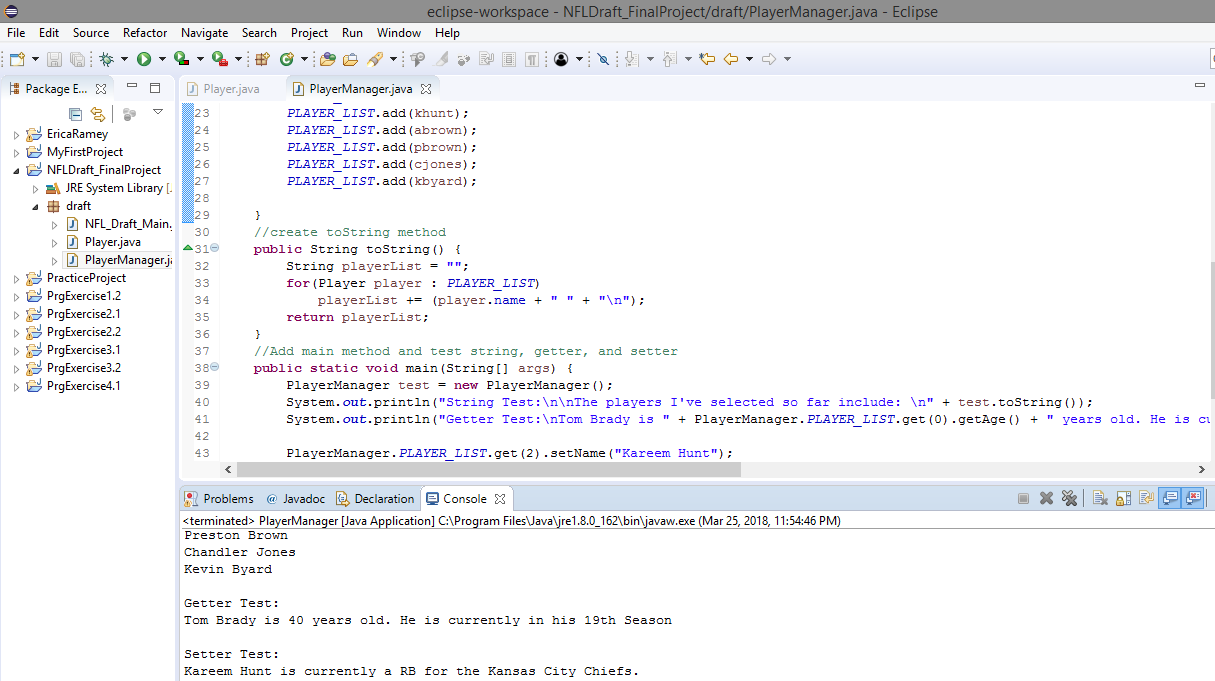 eclipse-workspace - NFLDraft_FinalProject/draft/PlayerManager.java - Eclipse
File Edit Source Refactor Navigate Search Project Run Window Help
Package E...
Player.java PlayerManager.java
EricaRamey
MyFirstProject
NFLDraft_FinalProject
JRE System Library [.
draft
NFL_Draft_Main.
Player.java
PlayerManager.ja
PracticeProject
PrgExercise1.2
PrgExercise2.1
PrgExercise2.2
PrgExercise3.1
PrgExercise3.2
PrgExercise4.1
23 PLAYER_LIST.add(khunt);
24 PLAYER_LIST.add(abrown);
25 PLAYER_LIST.add(pbrown);
26 PLAYER_LIST.add(cjones);
27 PLAYER_LIST.add(kbyard);
28
29 }
30 //create toString method
31 public String toString() {
32 String playerList = "";
33 for(Player player : PLAYER_LIST)
34 playerList += (player.name + " " + "\n");
35 return playerList;
36 }
37 //Add main method and test string, getter, and setter
38 public static void main(String[] args) {
39 PlayerManager test = new PlayerManager();
40 System.out.println("String Test:\n\nThe players I've selected so far include: \n" + test.toString());
41 System.out.println("Getter Test:\nTom Brady is " + PlayerManager.PLAYER_LIST.get(0).getAge() + " years old. He is cu
42
43 PlayerManager.PLAYER_LIST.get(2).setName("Kareem Hunt");
Problems @ Javadoc Declaration Console
<terminated> PlayerManager [Java Application] C:\Program Files\Java\jre1.8.0_162\bin\javaw.exe (Mar 25, 2018, 11:54:46 PM)
Preston Brown
Chandler Jones
Kevin Byard
Getter Test:
Tom Brady is 40 years old. He is currently in his 19th Season
Setter Test:
Kareem Hunt is currently a RB for the Kansas City Chiefs.